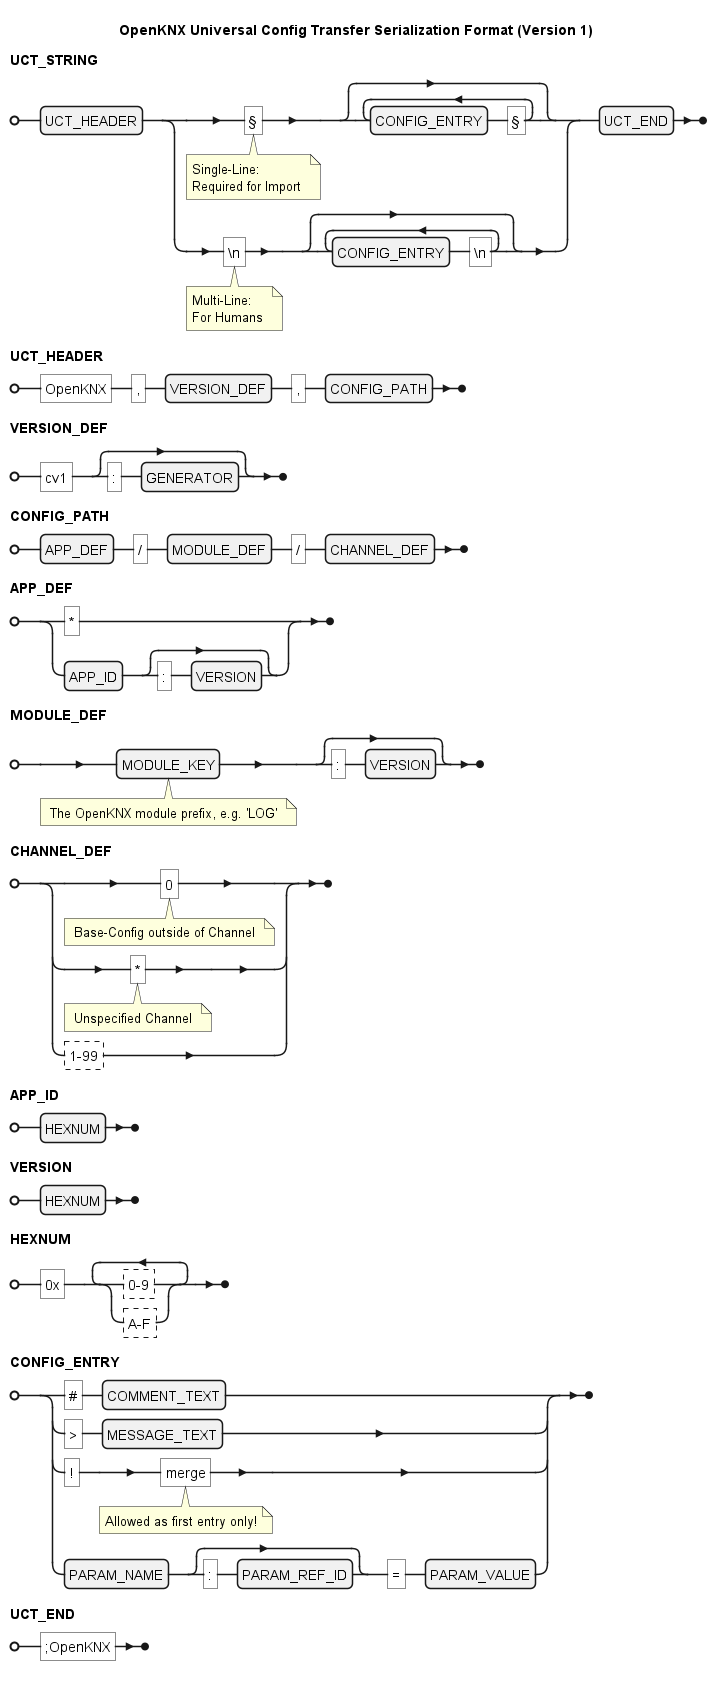 OpenKNX Universal Config Transfer Serialization Format (Version 1)
UCT_STRING
UCT_HEADER § CONFIG_ENTRY § UCT_END
Single-Line:
Required for Import
\n CONFIG_ENTRY \n
Multi-Line:
For Humans
UCT_HEADER
OpenKNX , VERSION_DEF , CONFIG_PATH
VERSION_DEF
cv1 : GENERATOR
CONFIG_PATH
APP_DEF / MODULE_DEF / CHANNEL_DEF
APP_DEF
*
APP_ID : VERSION
MODULE_DEF
MODULE_KEY : VERSION
The OpenKNX module prefix, e.g. 'LOG'
CHANNEL_DEF
0
Base-Config outside of Channel
*
Unspecified Channel
1-99
APP_ID
HEXNUM
VERSION
HEXNUM
HEXNUM
0x 0-9
A-F
CONFIG_ENTRY
# COMMENT_TEXT
> MESSAGE_TEXT
! merge
Allowed as first entry only!
PARAM_NAME : PARAM_REF_ID = PARAM_VALUE
UCT_END
;OpenKNX